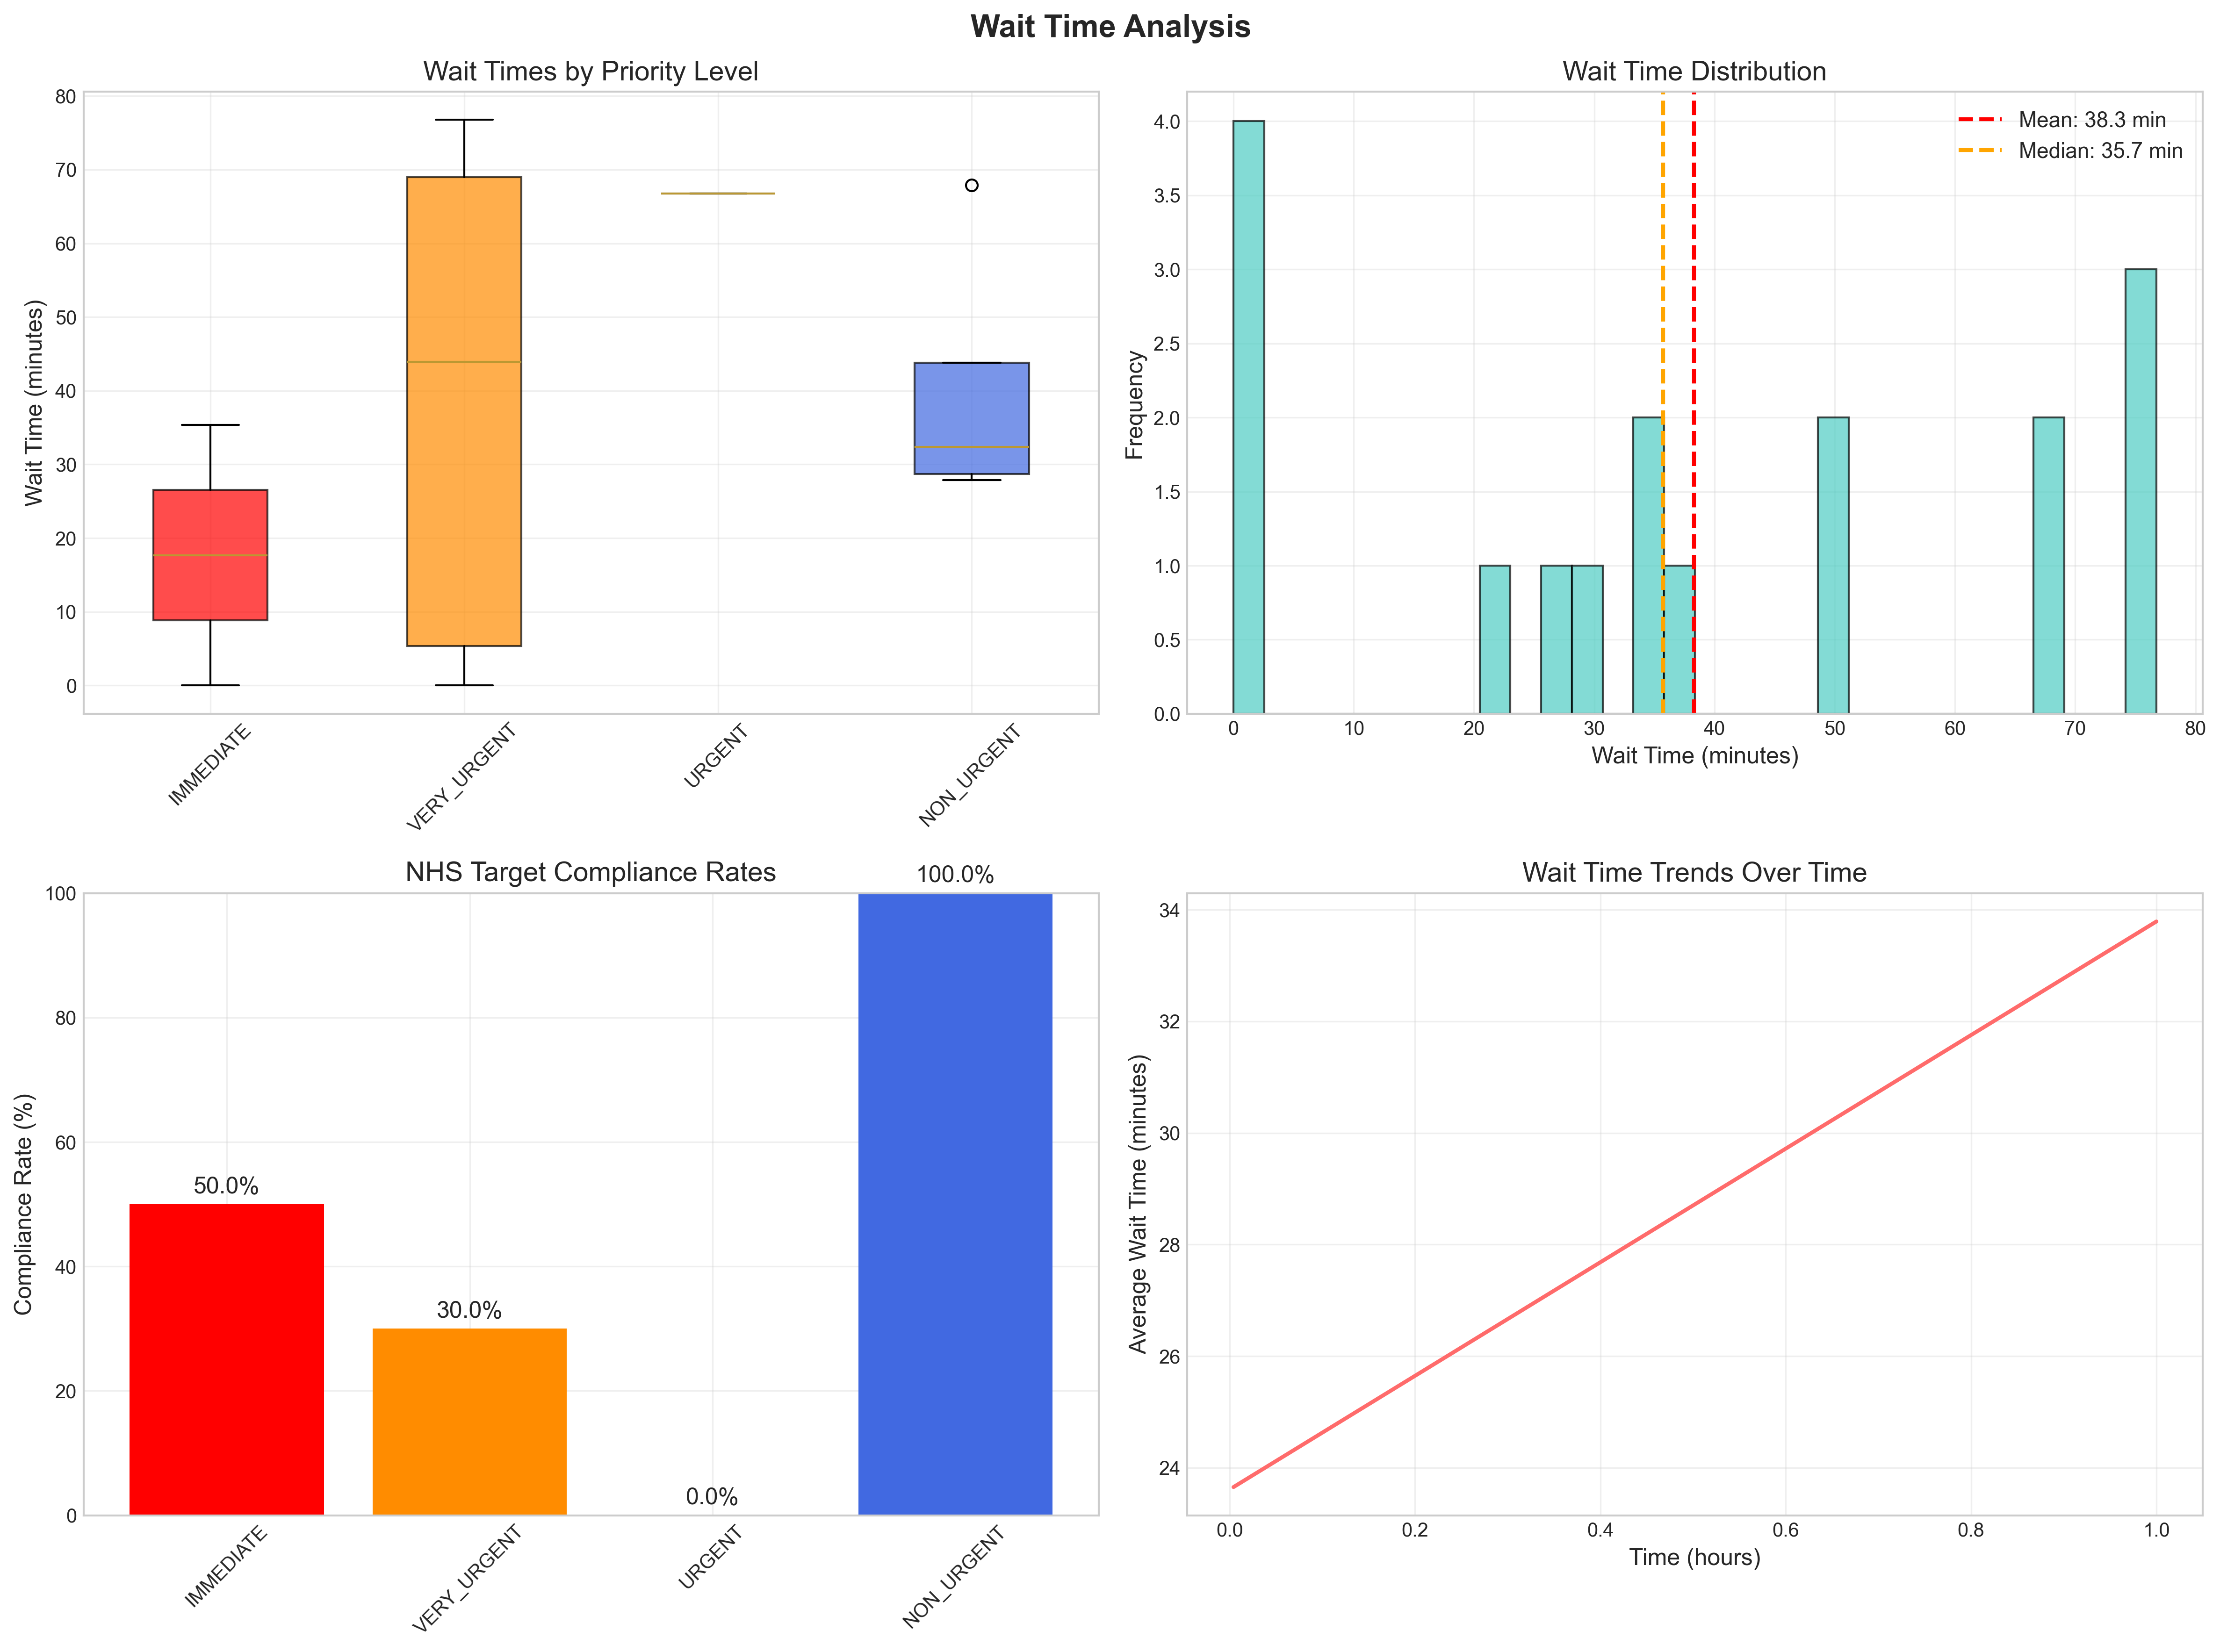 Wait Time Analysis
Wait Times by Priority Level
Wait Time (minutes)
80
70
60
50
40
30
20
10
0
IMMEDIATE
VERY_URGENT
URGENT
NON_URGENT
Wait Time Distribution
Mean: 38.3 min
Median: 35.7 min
Frequency
4.0
3.5
3.0
2.5
2.0
1.5
1.0
0.5
0.0
0 10 20 30 40 50 60 70 80
Wait Time (minutes)
NHS Target Compliance Rates
Compliance Rate (%)
100
80
60
40
20
0
50.0%
30.0%
0.0%
100.0%
IMMEDIATE
VERY_URGENT
URGENT
NON_URGENT
Wait Time Trends Over Time
Average Wait Time (minutes)
34
32
30
28
26
24
0.0 0.2 0.4 0.6 0.8 1.0
Time (hours)